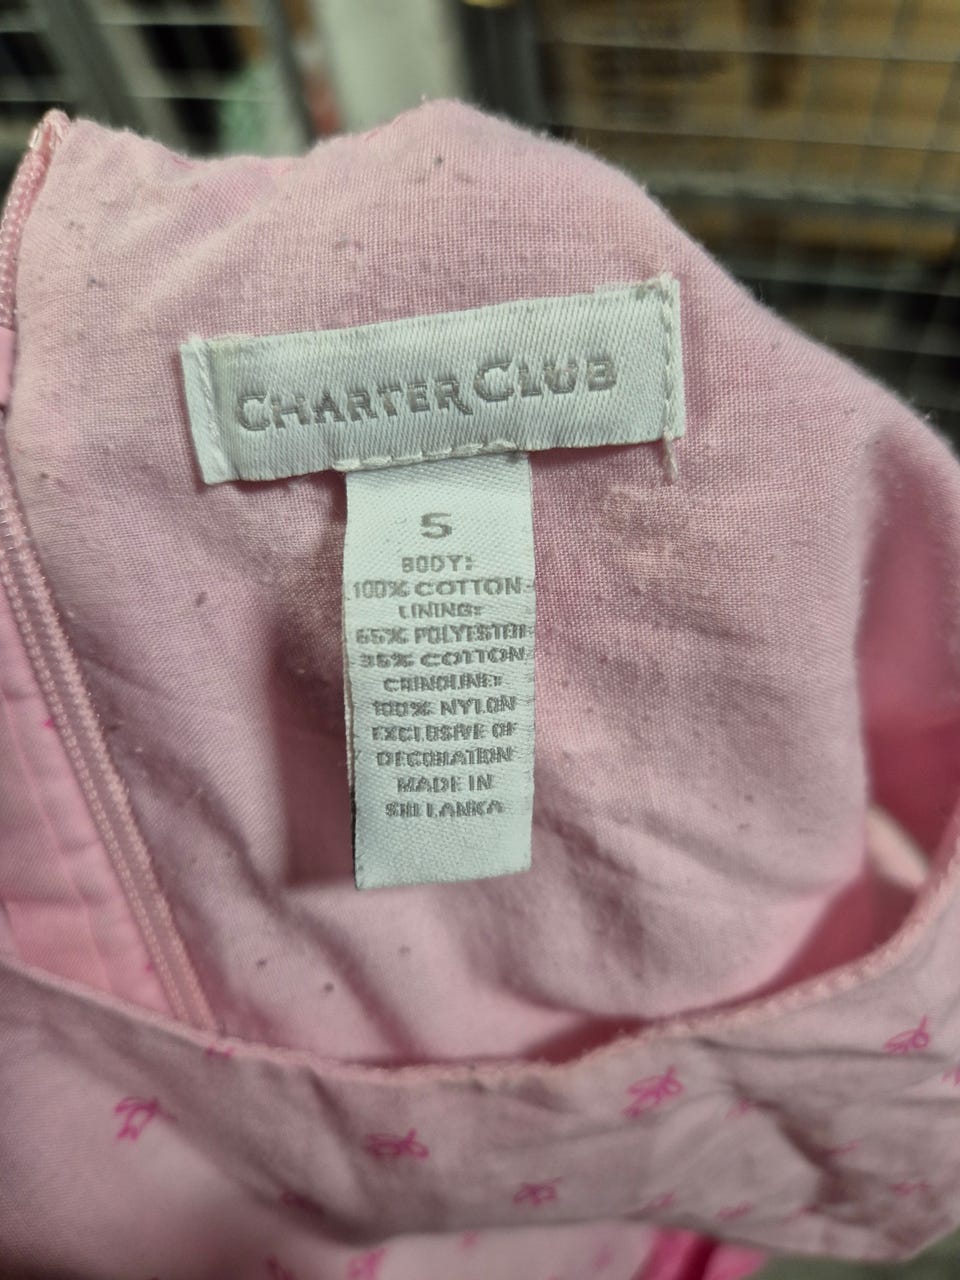 CHARTER CLUB
5
BODY:
100% COTTON
LINING:
65% POLYESTER
35% COTTON
CRINOLINE:
100% NYLON
EXCLUSIVE OF
DECORATION
MADE IN
SRI LANKA